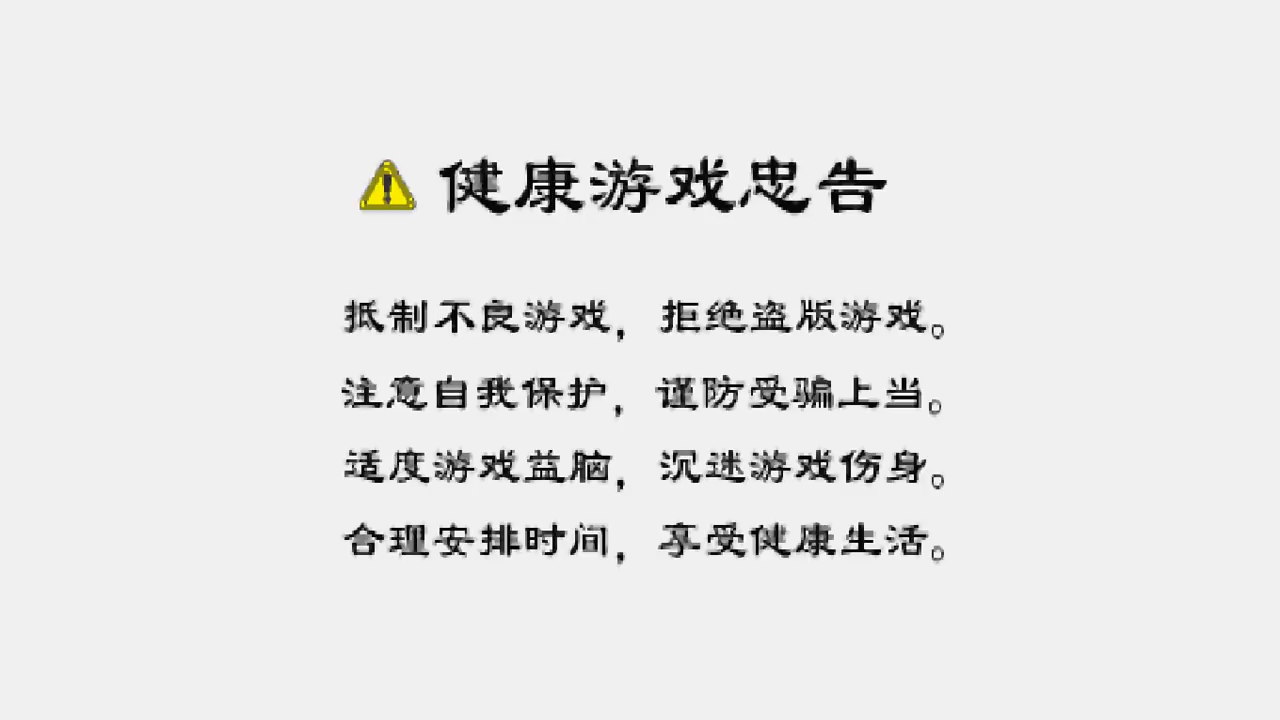 健康游戏忠告
抵制不良游戏，拒绝盗版游戏。
注意自我保护，谨防受骗上当。
适度游戏益脑，沉迷游戏伤身。
合理安排时间，享受健康生活。